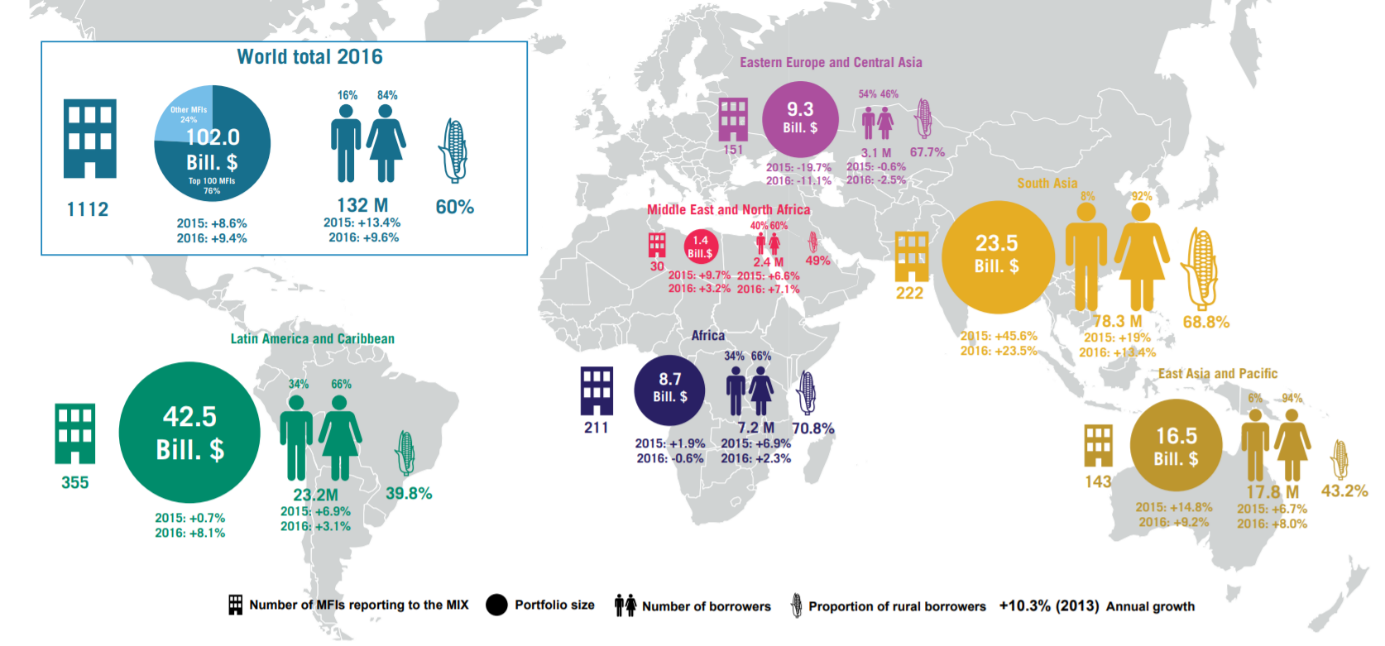 World total 2016
16% 84%
Other MFIs
24%
102.0
Bill. $
Top 100 MFIs
76%
1112
132 M
60%
2015: +8.6%
2016: +9.4%
2015: +13.4%
2016: +9.6%
Eastern Europe and Central Asia
9.3
Bill. $
54% 46%
151
3.1 M
67.7%
2015: -19.7%
2016: -11.1%
2015: -0.6%
2016: -2.5%
Middle East and North Africa
40% 60%
1.4
Bill.$
30
2.4 M
49%
2015: +9.7%
2016: +3.2%
2015: +6.6%
2016: +7.1%
South Asia
8% 92%
23.5
Bill. $
222
78.3 M
68.8%
2015: +45.6%
2016: +23.5%
2015: +19%
2016: +13.4%
Latin America and Caribbean
34% 66%
42.5
Bill. $
355
23.2M
39.8%
2015: +0.7%
2016: +8.1%
2015: +6.9%
2016: +3.1%
Africa
34% 66%
8.7
Bill. $
211
7.2 M
70.8%
2015: +1.9%
2016: -0.6%
2015: +6.9%
2016: +2.3%
East Asia and Pacific
6% 94%
16.5
Bill. $
143
17.8 M
43.2%
2015: +14.8%
2016: +9.2%
2015: +6.7%
2016: +8.0%
Number of MFIs reporting to the MIX Portfolio size Number of borrowers Proportion of rural borrowers +10.3% (2013) Annual growth